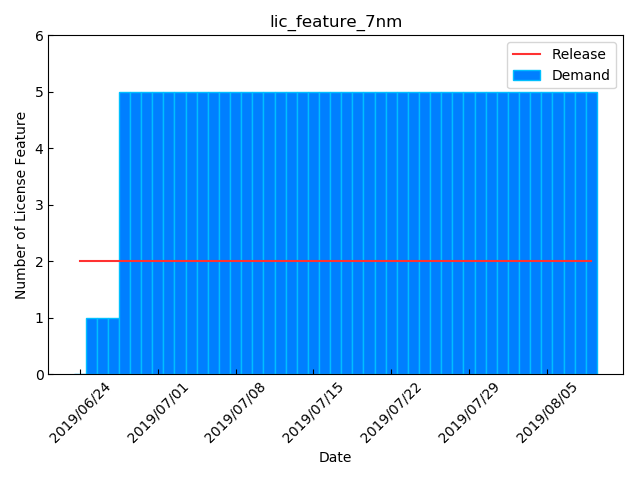 lic_feature_7nm
Release
Demand
Number of License Feature
6
5
4
3
2
1
0
2019/06/24
2019/07/01
2019/07/08
2019/07/15
2019/07/22
2019/07/29
2019/08/05
Date